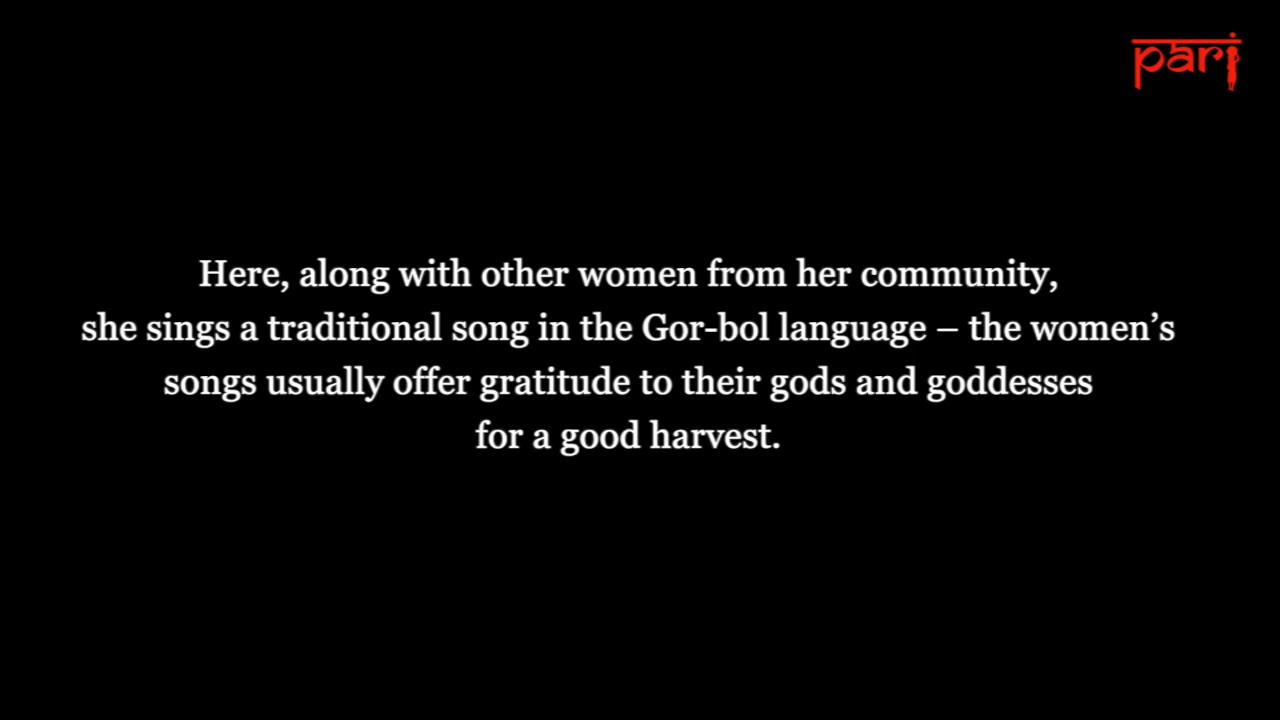 pari
Here, along with other women from her community,
she sings a traditional song in the Gor-bol language – the women’s
songs usually offer gratitude to their gods and goddesses
for a good harvest.